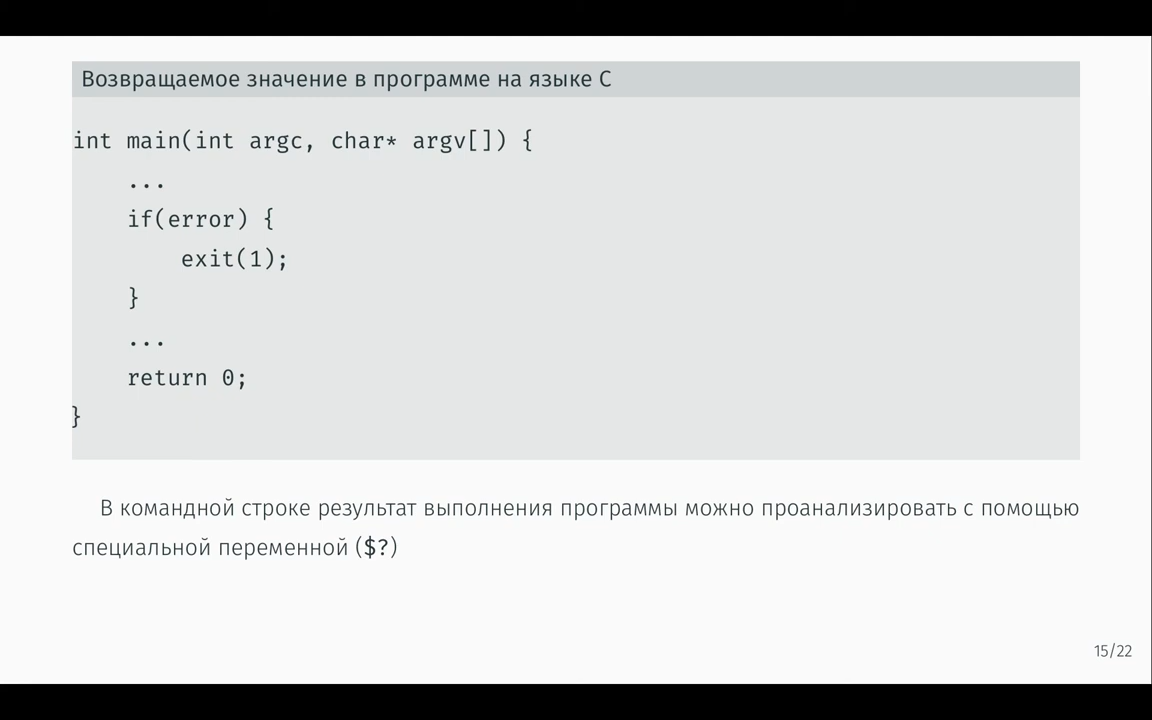 Возвращаемое значение в программе на языке C
int main(int argc, char* argv[]) {
...
if(error) {
exit(1);
}
...
return 0;
}
В командной строке результат выполнения программы можно проанализировать с помощью
специальной переменной ($?)
15/22